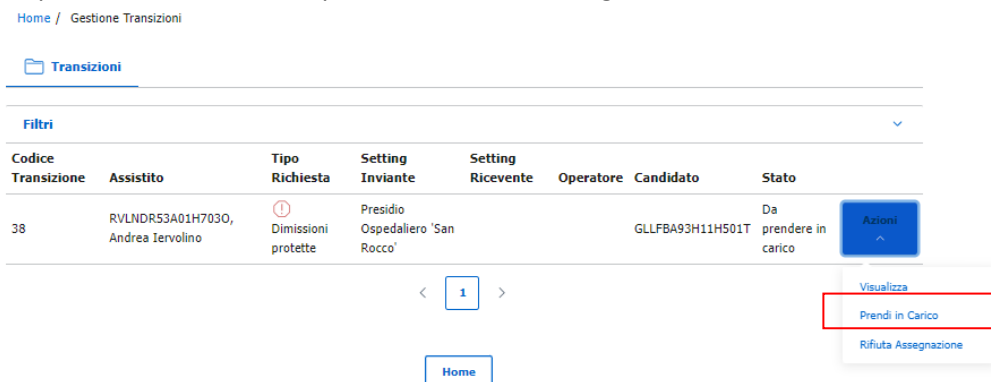 Home / Gestione Transizioni
Transizioni
Filtri
Codice Transizione Assistito Tipo Richiesta Setting Inviante Setting Ricevente Operatore Candidato Stato
38 RVLNDR53A01H703O, Andrea Iervolino Dimissioni protette Presidio Ospedaliero 'San Rocco' GLLFBA93H11H501T Da prendere in carico Azioni
Visualizza
Prendi in Carico
Rifiuta Assegnazione
< 1 >
Home